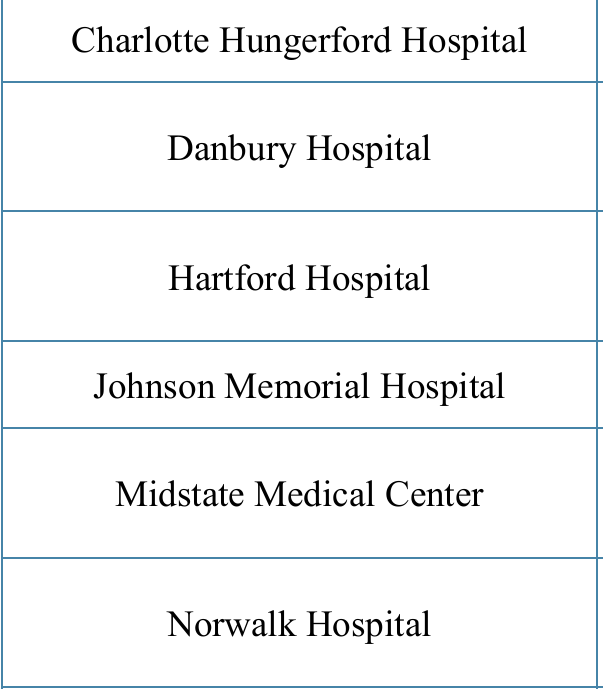 Charlotte Hungerford Hospital
Danbury Hospital
Hartford Hospital
Johnson Memorial Hospital
Midstate Medical Center
Norwalk Hospital